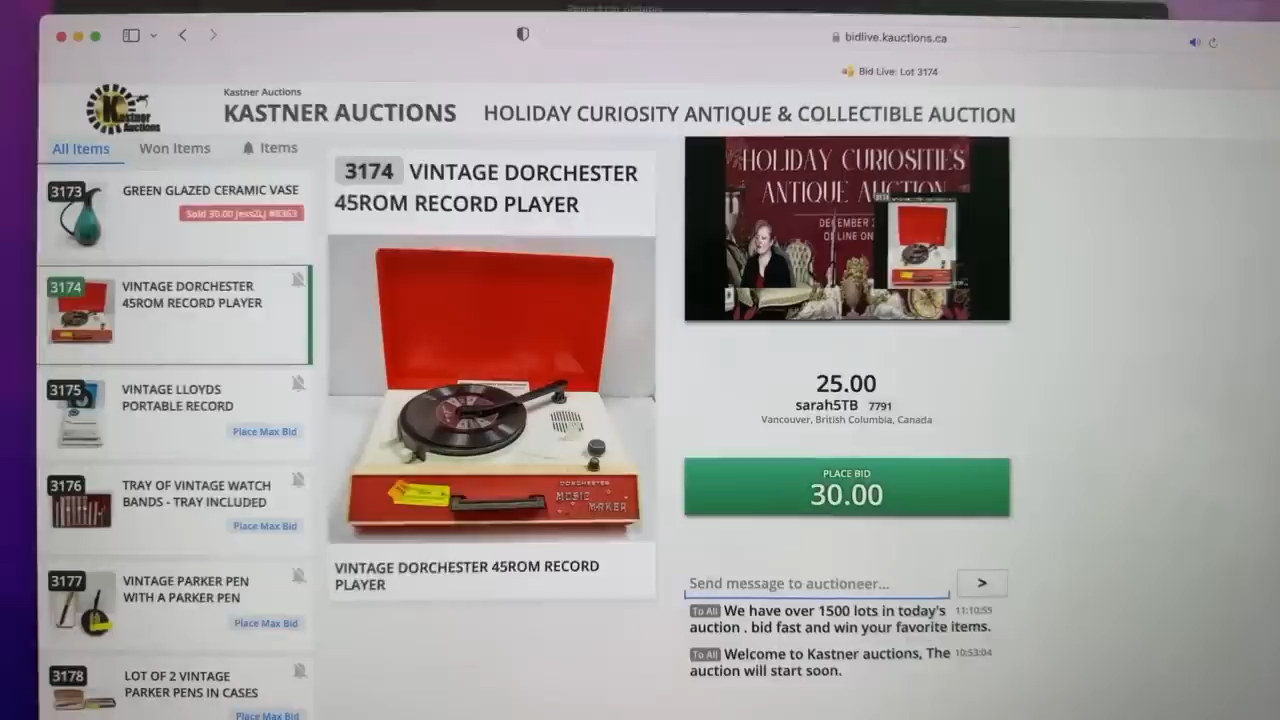 bidlive.kauctions.ca
Bid Live: Lot 3174
Kastner
Auctions
Kastner Auctions
KASTNER AUCTIONS
HOLIDAY CURIOSITY ANTIQUE & COLLECTIBLE AUCTION
All Items
Won Items
Items
3173
GREEN GLAZED CERAMIC VASE
Sold 30.00
3174
VINTAGE DORCHESTER
45ROM RECORD PLAYER
3175
VINTAGE LLOYDS
PORTABLE RECORD
Place Max Bid
3176
TRAY OF VINTAGE WATCH
BANDS - TRAY INCLUDED
Place Max Bid
3177
VINTAGE PARKER PEN
WITH A PARKER PEN
Place Max Bid
3178
LOT OF 2 VINTAGE
PARKER PENS IN CASES
Place Max Bid
3174 VINTAGE DORCHESTER
45ROM RECORD PLAYER
DORCHESTER
MUSIC
MAKER
VINTAGE DORCHESTER 45ROM RECORD
PLAYER
HOLIDAY CURIOSITIES
ANTIQUE AUCTION
DECEMBER
25.00
sarah5TB 7791
Vancouver, British Columbia, Canada
PLACE BID
30.00
Send message to auctioneer...
>
To All We have over 1500 lots in today's 11:10:55
auction . bid fast and win your favorite items.
To All Welcome to Kastner auctions, The 10:53:04
auction will start soon.